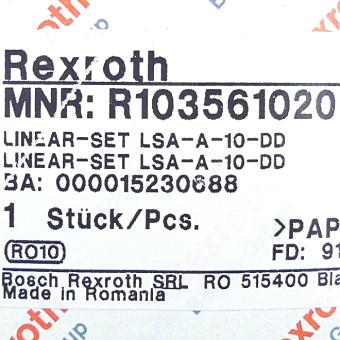 Rexroth
MNR: R103561020
LINEAR-SET LSA-A-10-DD
LINEAR-SET LSA-A-10-DD
BA: 000015230688
1 Stück/Pcs.
>PAP
RO10
FD: 91
Bosch Rexroth SRL RO 515400 Bla
Made in Romania